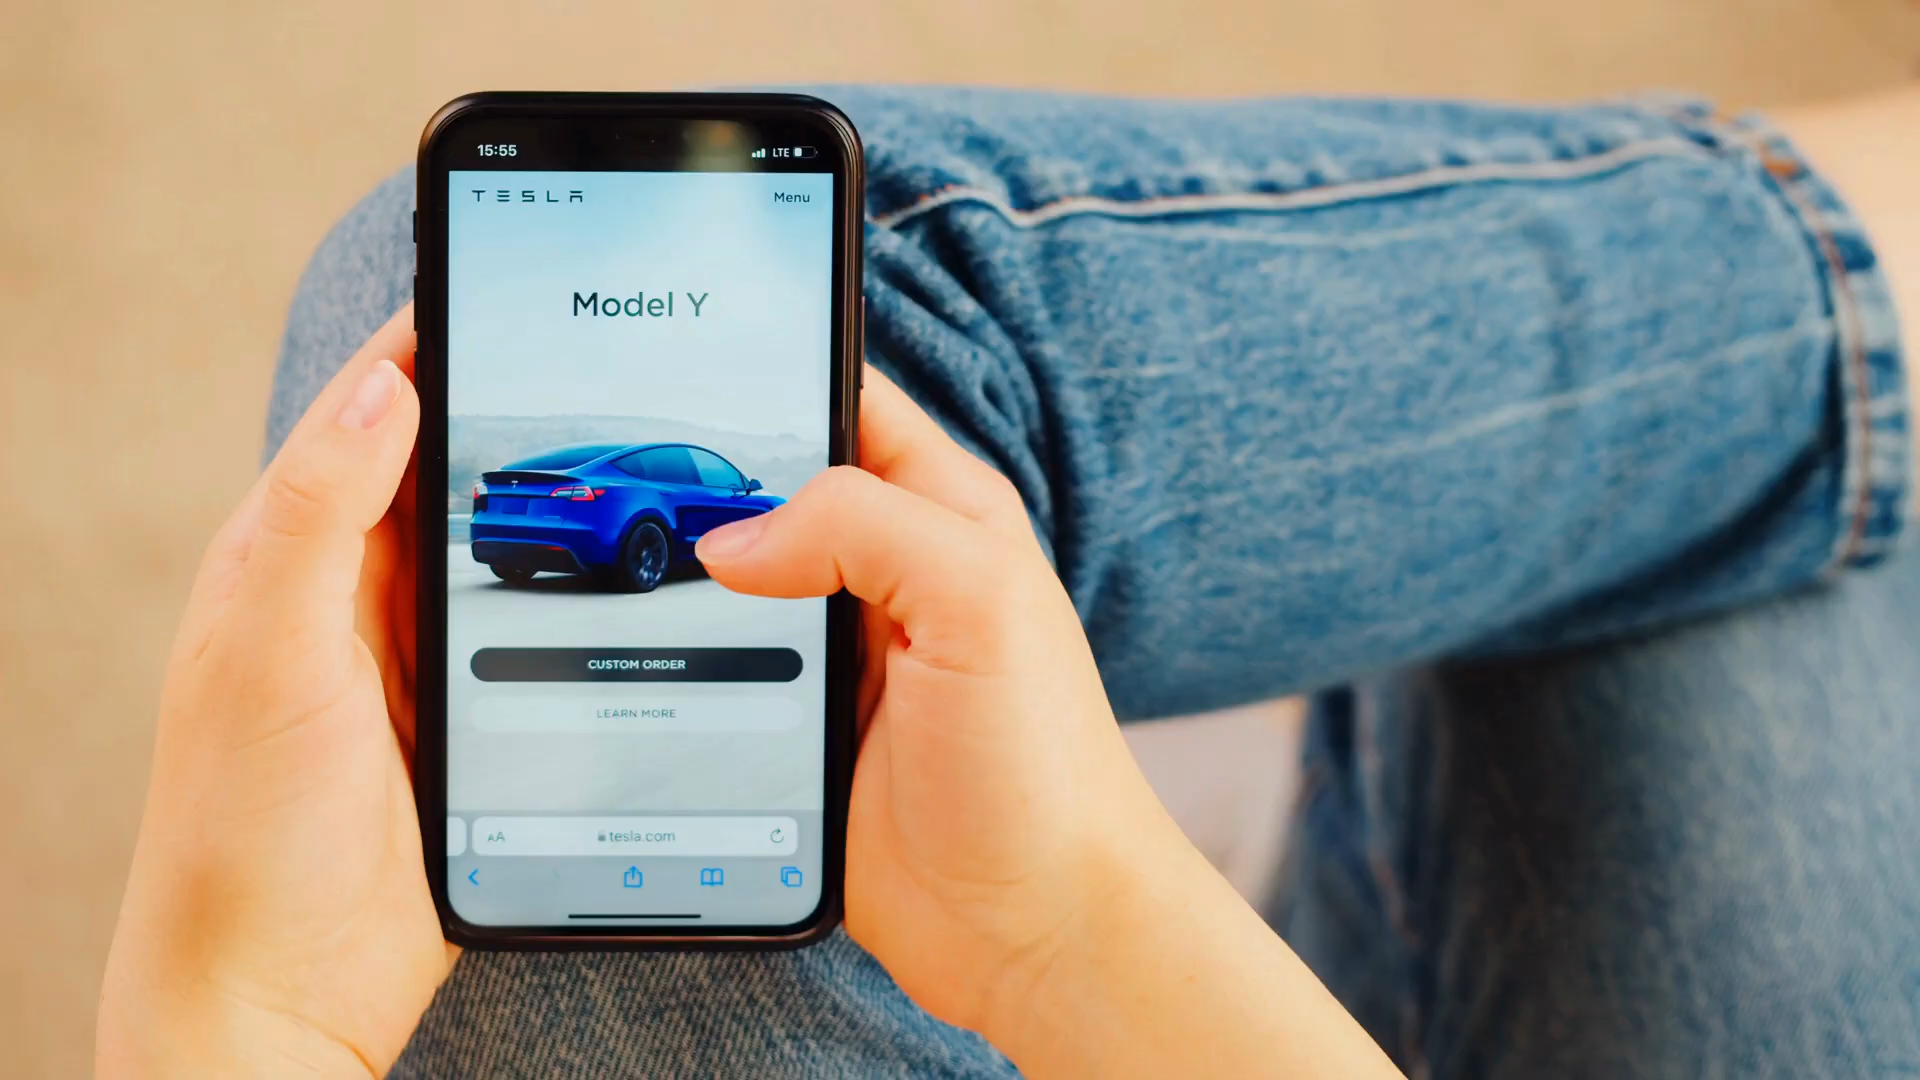 15:55 LTE
TESLA Menu
Model Y
CUSTOM ORDER
LEARN MORE
AA tesla.com